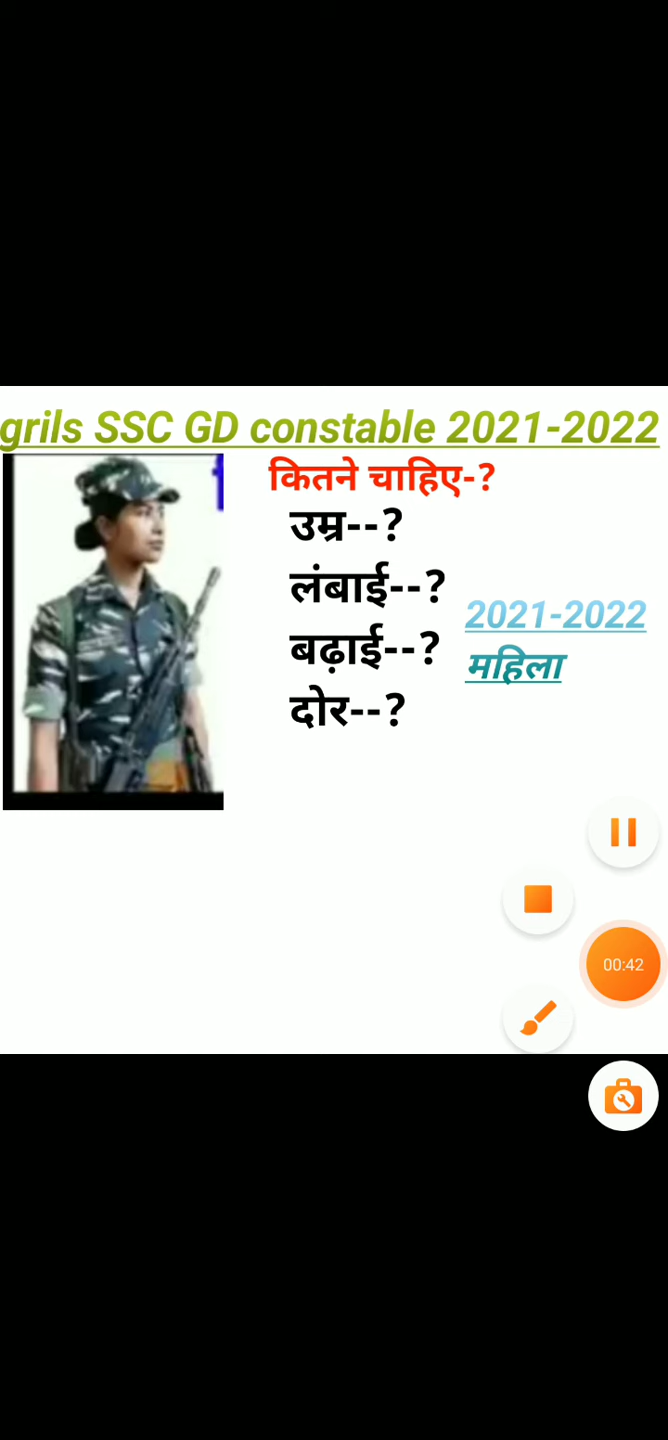 grils SSC GD constable 2021-2022
कितने चाहिए-?
उम्र--?
लंबाई--?
बढ़ाई--?
दोर--?
2021-2022
महिला
00:42